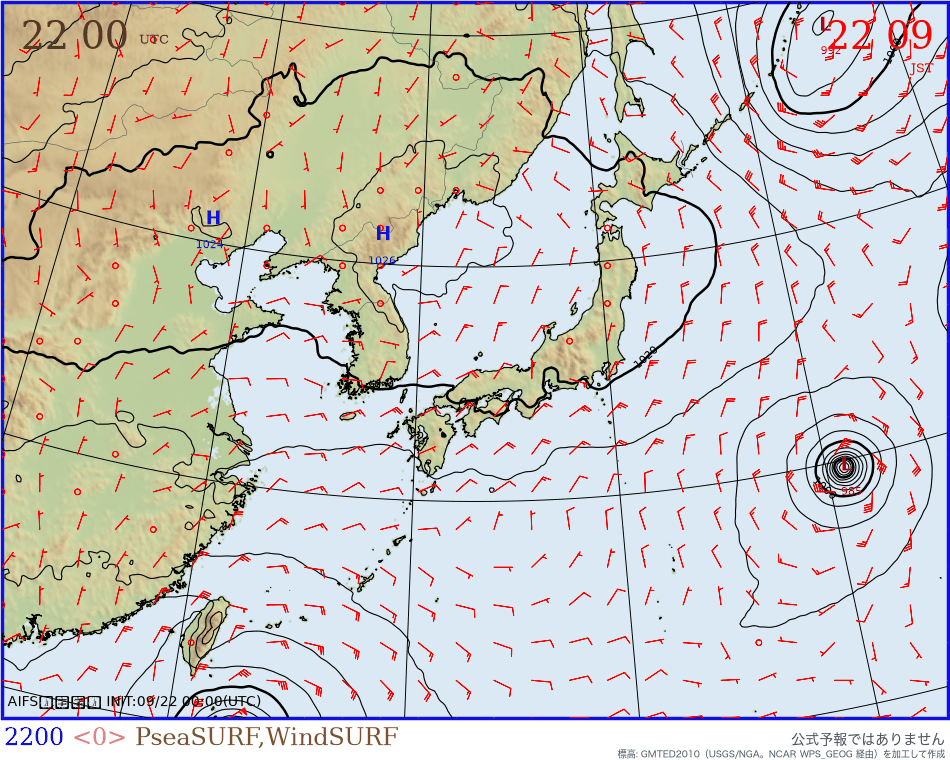 22 00 UTC
22 09
JST
L
992
H
1024
H
1026
1020
L
AIFS INIT:09/22 00:00(UTC)
2200 <0> PseaSURF,WindSURF
公式予報ではありません
標高: GMTED2010（USGS/NGA。NCAR WPS_GEOG 経由）を加工して作成